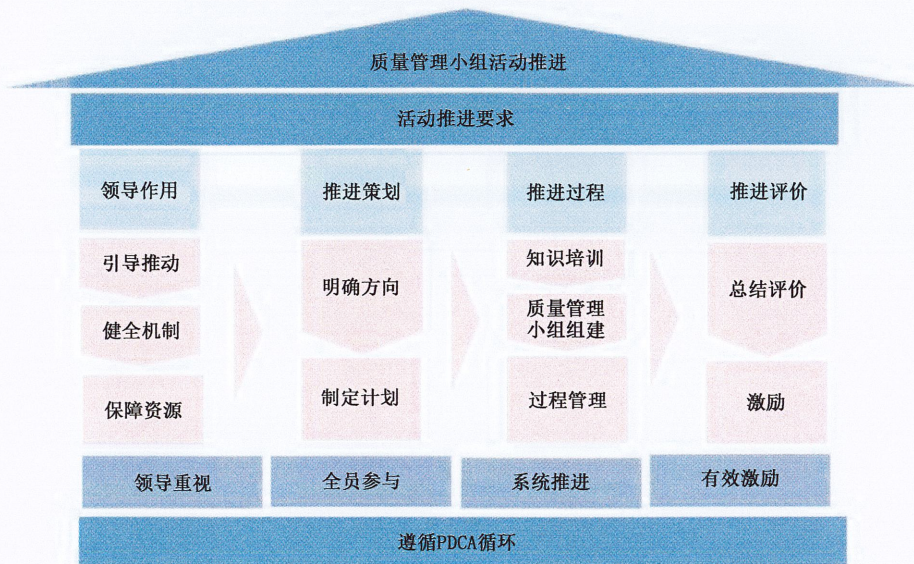 质量管理小组活动推进
活动推进要求
领导作用
引导推动
健全机制
保障资源
推进策划
明确方向
制定计划
推进过程
知识培训
质量管理
小组组建
过程管理
推进评价
总结评价
激励
领导重视
全员参与
系统推进
有效激励
遵循PDCA循环